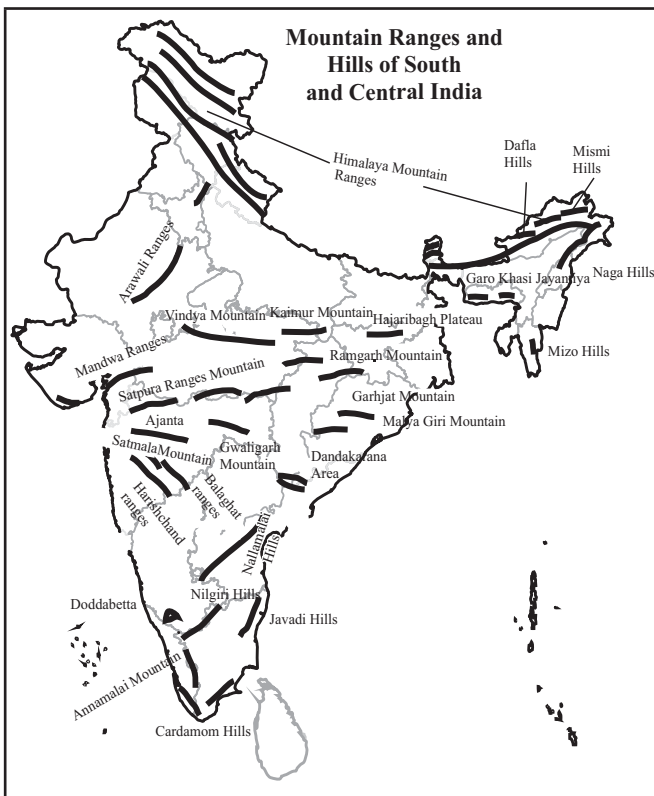 Mountain Ranges and
Hills of South
and Central India
Himalaya Mountain
Ranges
Dafla
Hills
Mismi
Hills
Arawali Ranges
Garo Khasi Jayantiya
Naga Hills
Vindya Mountain
Kaimur Mountain
Hajaribagh Plateau
Mizo Hills
Mandwa Ranges
Satpura Ranges Mountain
Ramgarh Mountain
Garhjat Mountain
Ajanta
Malya Giri Mountain
SatmalaMountain
Gwaligarh
Mountain
Dandakarana
Area
Harishchand
ranges
Balaghat
ranges
Nallamalai
Hills
Nilgiri Hills
Doddabetta
Javadi Hills
Annamalai Mountain
Cardamom Hills